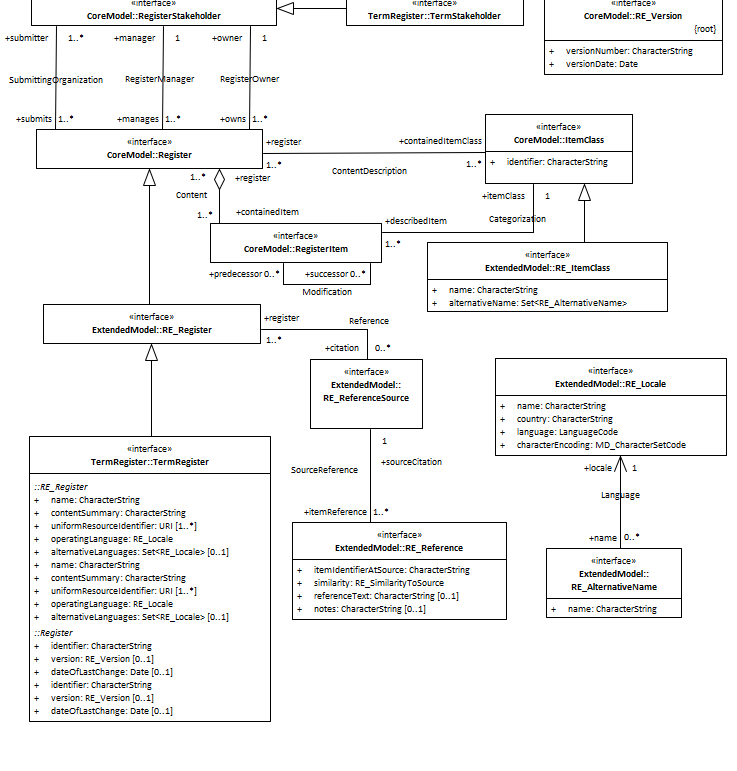 «interface»
CoreModel::RegisterStakeholder
«interface»
TermRegister::TermStakeholder
«interface»
CoreModel::RE_Version
{root}
+ versionNumber: CharacterString
+ versionDate: Date
+submitter 1..* +manager 1 +owner 1
SubmittingOrganization RegisterManager RegisterOwner
+submits 1..* +manages 1..* +owns 1..*
«interface»
CoreModel::Register
+register
1..*
+containedItemClass
1..*
ContentDescription
«interface»
CoreModel::ItemClass
+ identifier: CharacterString
1..* +register
Content
1..* +containedItem
+itemClass 1
Categorization
+describedItem
1..*
«interface»
CoreModel::RegisterItem
+predecessor 0..* +successor 0..*
Modification
«interface»
ExtendedModel::RE_ItemClass
+ name: CharacterString
+ alternativeName: Set<RE_AlternativeName>
«interface»
ExtendedModel::RE_Register
+register
1..*
Reference
+citation 0..*
«interface»
ExtendedModel::
RE_ReferenceSource
1
+sourceCitation
SourceReference
+itemReference 1..*
«interface»
ExtendedModel::RE_Reference
+ itemIdentifierAtSource: CharacterString
+ similarity: RE_SimilarityToSource
+ referenceText: CharacterString [0..1]
+ notes: CharacterString [0..1]
«interface»
ExtendedModel::RE_Locale
+ name: CharacterString
+ country: CharacterString
+ language: LanguageCode
+ characterEncoding: MD_CharacterSetCode
+locale 1
Language
+name 0..*
«interface»
ExtendedModel::
RE_AlternativeName
+ name: CharacterString
«interface»
TermRegister::TermRegister
::RE_Register
+ name: CharacterString
+ contentSummary: CharacterString
+ uniformResourceIdentifier: URI [1..*]
+ operatingLanguage: RE_Locale
+ alternativeLanguages: Set<RE_Locale> [0..1]
+ name: CharacterString
+ contentSummary: CharacterString
+ uniformResourceIdentifier: URI [1..*]
+ operatingLanguage: RE_Locale
+ alternativeLanguages: Set<RE_Locale> [0..1]
::Register
+ identifier: CharacterString
+ version: RE_Version [0..1]
+ dateOfLastChange: Date [0..1]
+ identifier: CharacterString
+ version: RE_Version [0..1]
+ dateOfLastChange: Date [0..1]